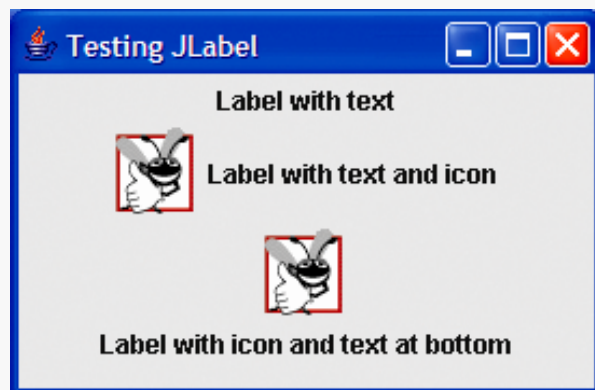 Testing JLabel
Label with text
Label with text and icon
Label with icon and text at bottom